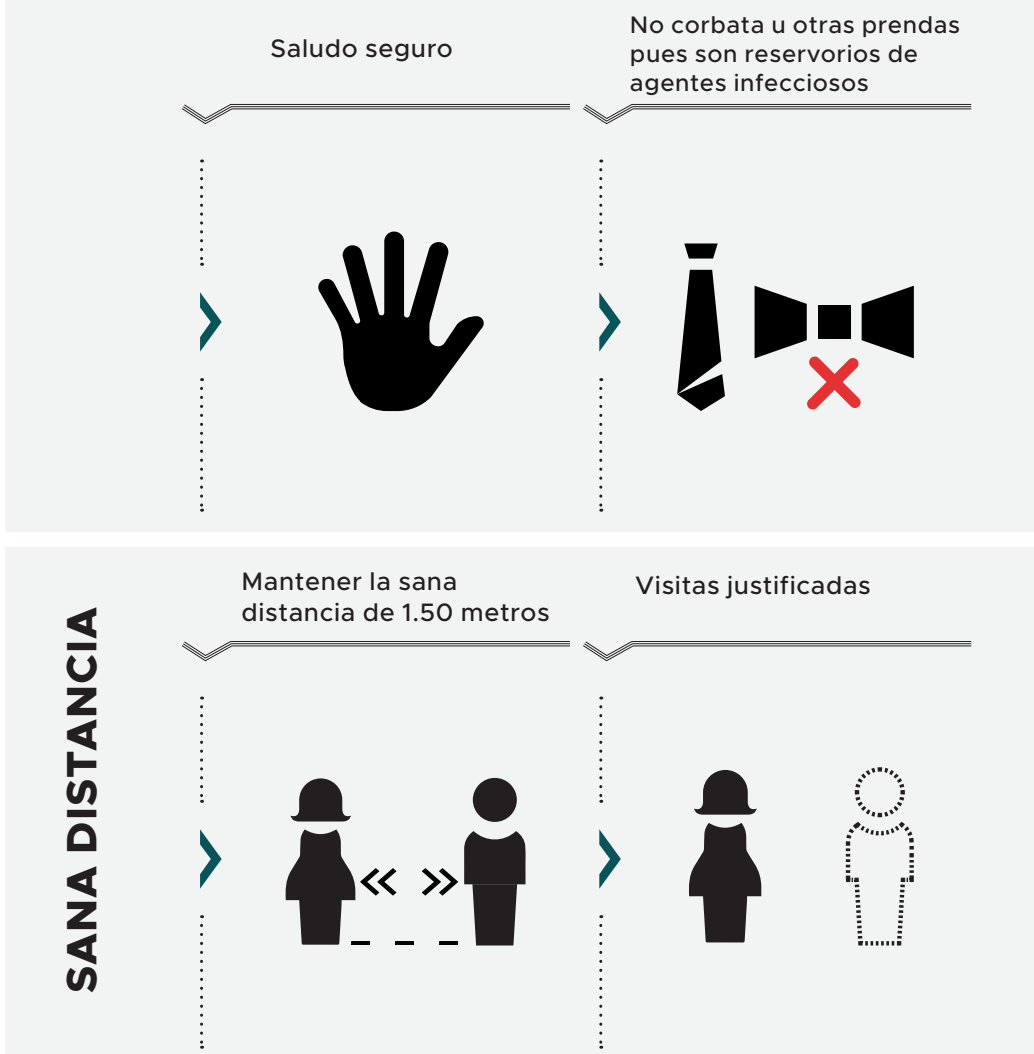 Saludo seguro
No corbata u otras prendas
pues son reservorios de
agentes infecciosos
SANA DISTANCIA
Mantener la sana
distancia de 1.50 metros
Visitas justificadas